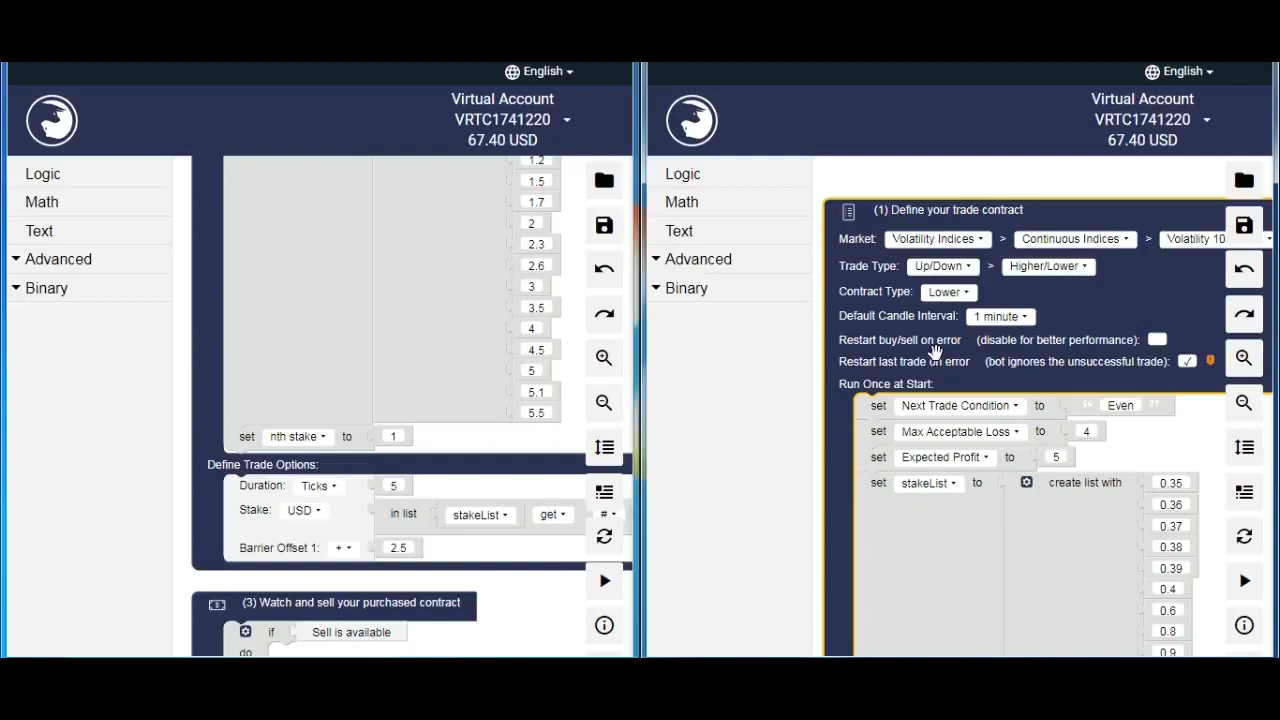 English
Virtual Account
VRTC1741220
67.40 USD
Logic
Math
Text
Advanced
Binary
1.2
1.5
1.7
2
2.3
2.6
3
3.5
4
4.5
5
5.1
5.5
set nth stake to 1
Define Trade Options:
Duration: Ticks 5
Stake: USD in list stakeList get #
Barrier Offset 1: + 2.5
(3) Watch and sell your purchased contract
if Sell is available
do
English
Virtual Account
VRTC1741220
67.40 USD
Logic
Math
Text
Advanced
Binary
(1) Define your trade contract
Market: Volatility Indices > Continuous Indices > Volatility 10
Trade Type: Up/Down > Higher/Lower
Contract Type: Lower
Default Candle Interval: 1 minute
Restart buy/sell on error (disable for better performance):
Restart last trade on error (bot ignores the unsuccessful trade): ✓
Run Once at Start:
set Next Trade Condition to “ Even ”
set Max Acceptable Loss to 4
set Expected Profit to 5
set stakeList to create list with 0.35
0.36
0.37
0.38
0.39
0.4
0.6
0.8
0.9